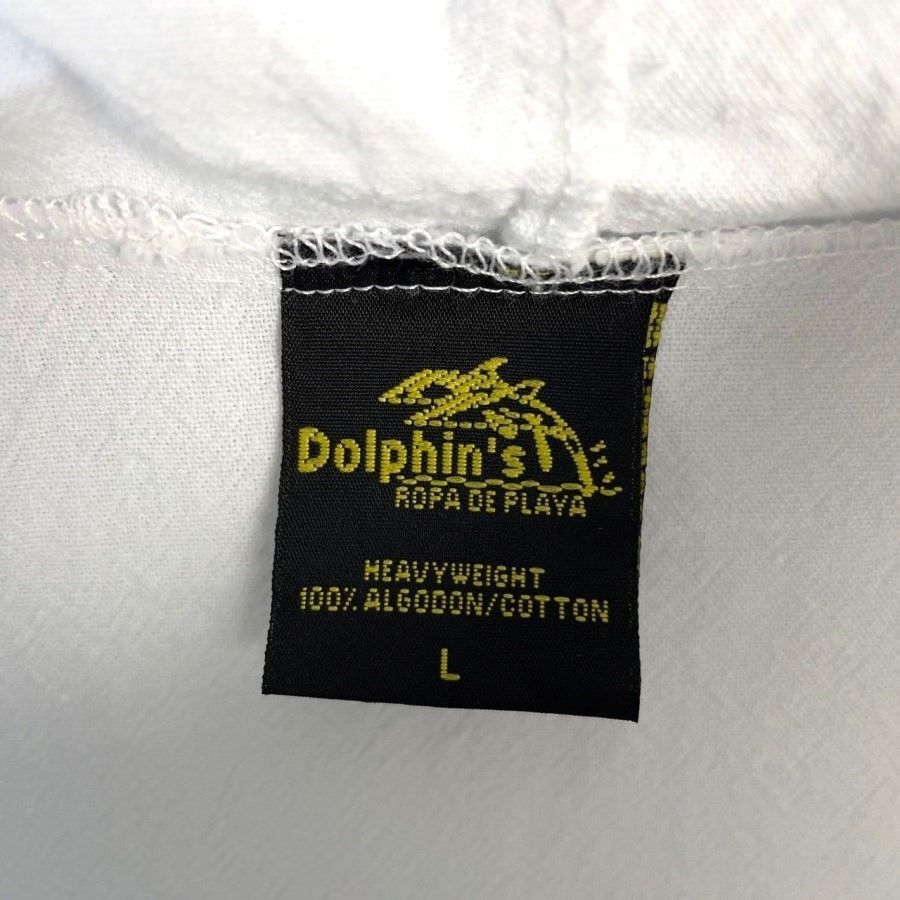 Dolphin's
ROPA DE PLAYA
HEAVYWEIGHT
100% ALGODON/COTTON
L